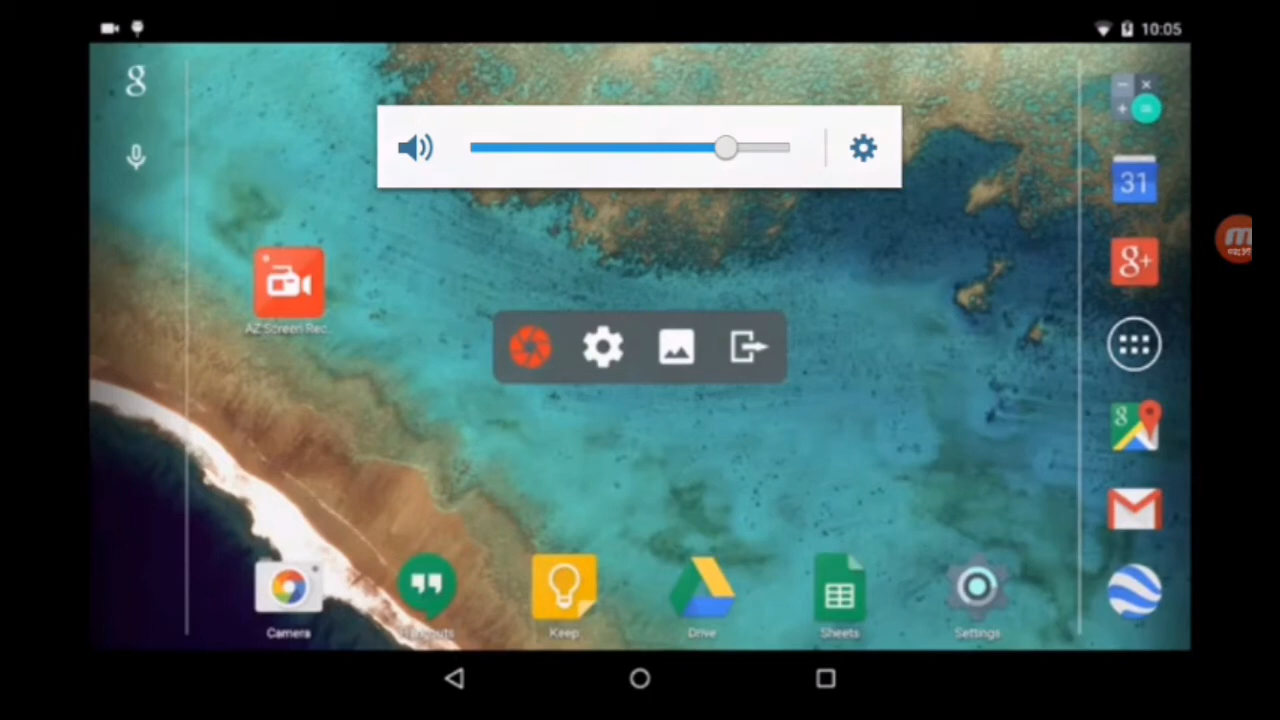 10:05
g
31
g+
AZ Screen Rec..
g
Camera
Keep
Drive
Sheets
Settings